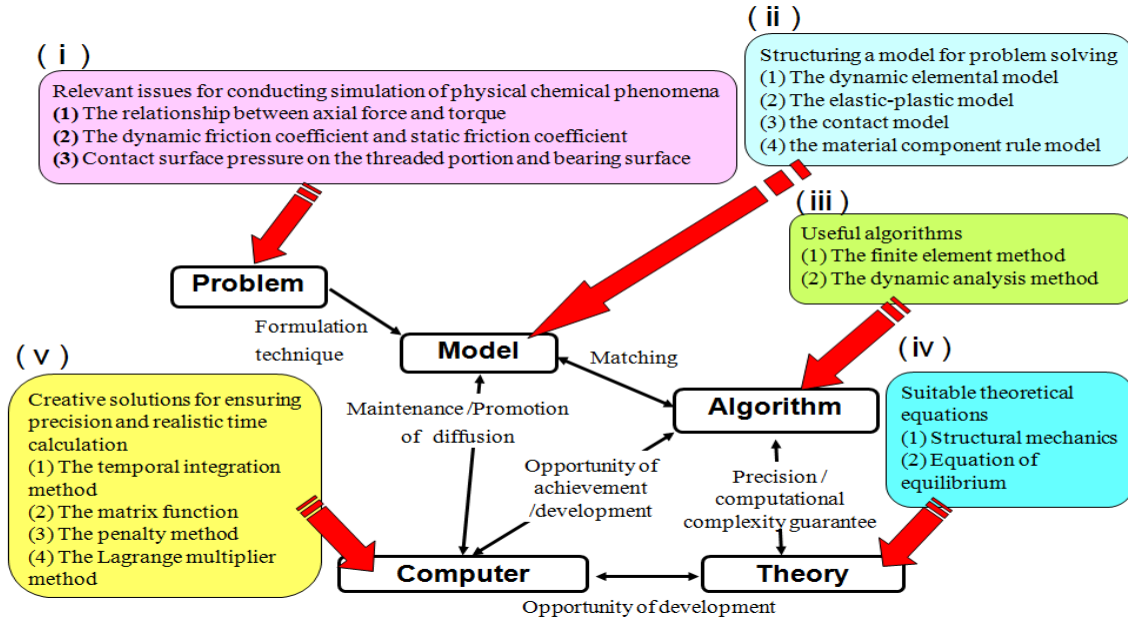 ( i )
Relevant issues for conducting simulation of physical chemical phenomena
(1) The relationship between axial force and torque
(2) The dynamic friction coefficient and static friction coefficient
(3) Contact surface pressure on the threaded portion and bearing surface
( ii )
Structuring a model for problem solving
(1) The dynamic elemental model
(2) The elastic-plastic model
(3) the contact model
(4) the material component rule model
( iii )
Useful algorithms
(1) The finite element method
(2) The dynamic analysis method
Problem
Formulation
technique
Model
Matching
Algorithm
( iv )
Suitable theoretical
equations
(1) Structural mechanics
(2) Equation of
equilibrium
( v )
Creative solutions for ensuring
precision and realistic time
calculation
(1) The temporal integration
method
(2) The matrix function
(3) The penalty method
(4) The Lagrange multiplier
method
Maintenance /Promotion
of diffusion
Opportunity of
achievement
/development
Precision /
computational
complexity guarantee
Computer
Theory
Opportunity of development